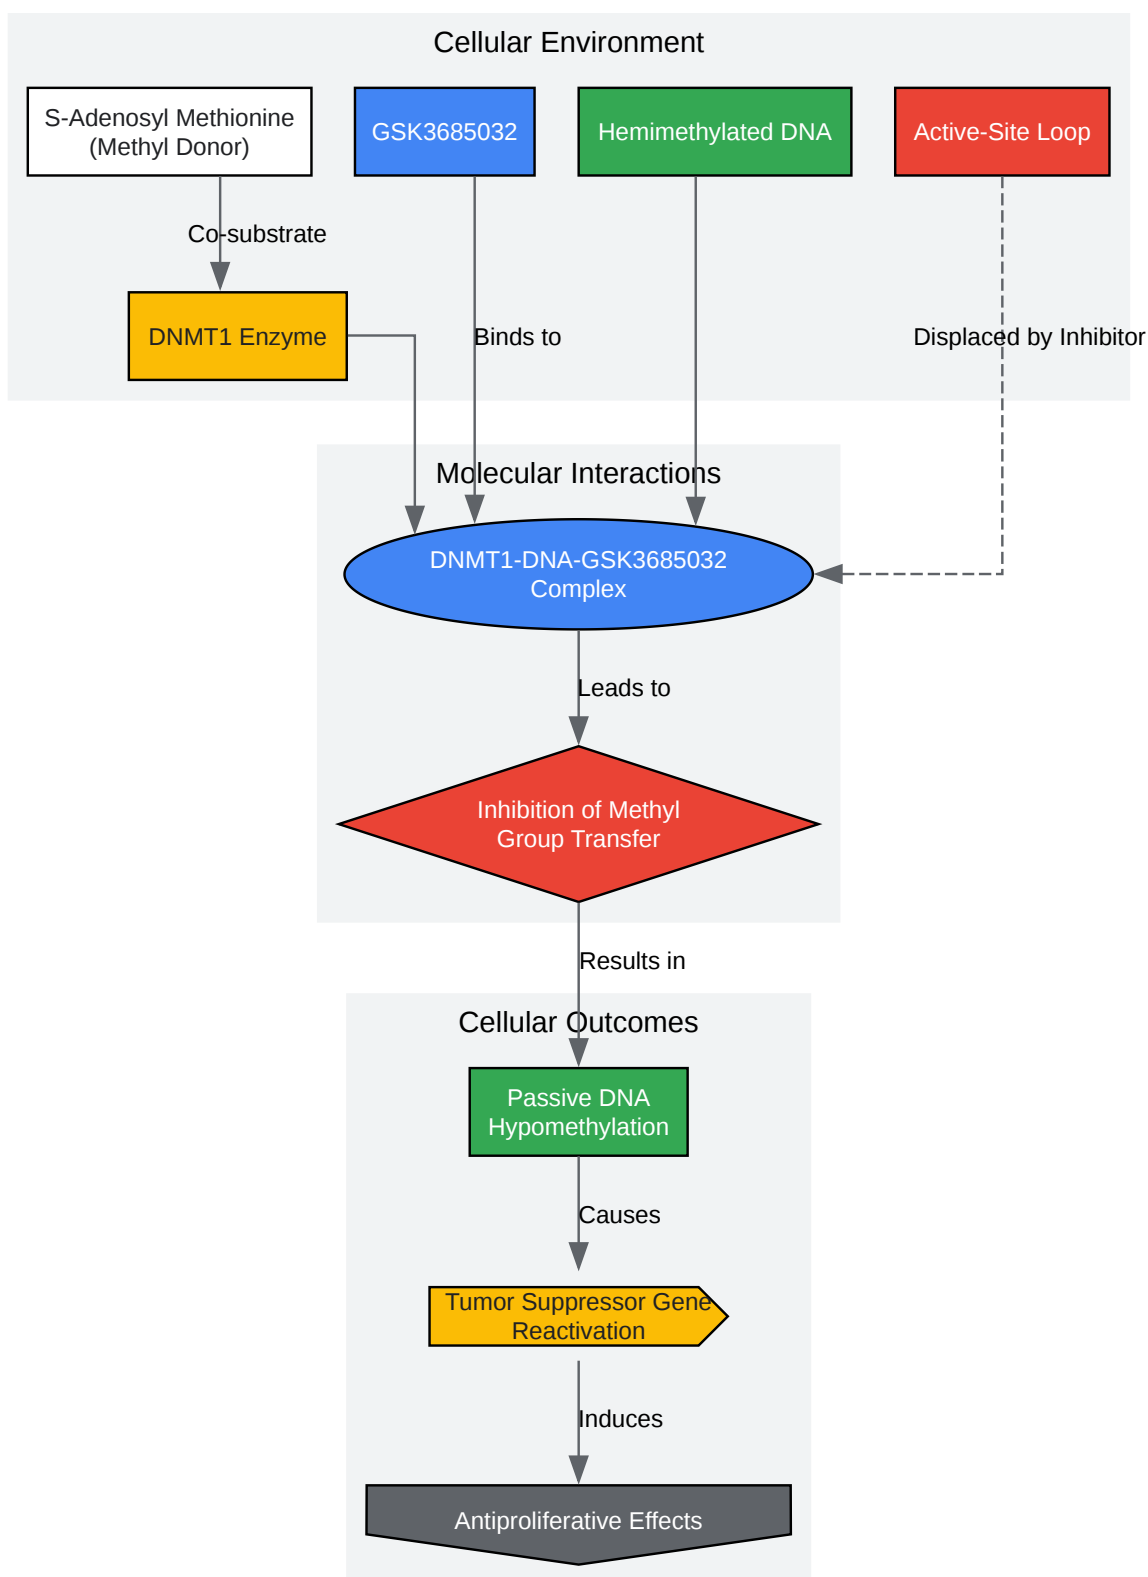 Cellular Environment
S-Adenosyl Methionine
(Methyl Donor)
GSK3685032
Hemimethylated DNA
Active-Site Loop
Co-substrate
DNMT1 Enzyme
Binds to
Displaced by Inhibitor
Molecular Interactions
DNMT1-DNA-GSK3685032
Complex
Leads to
Inhibition of Methyl
Group Transfer
Results in
Cellular Outcomes
Passive DNA
Hypomethylation
Causes
Tumor Suppressor Gene
Reactivation
Induces
Antiproliferative Effects